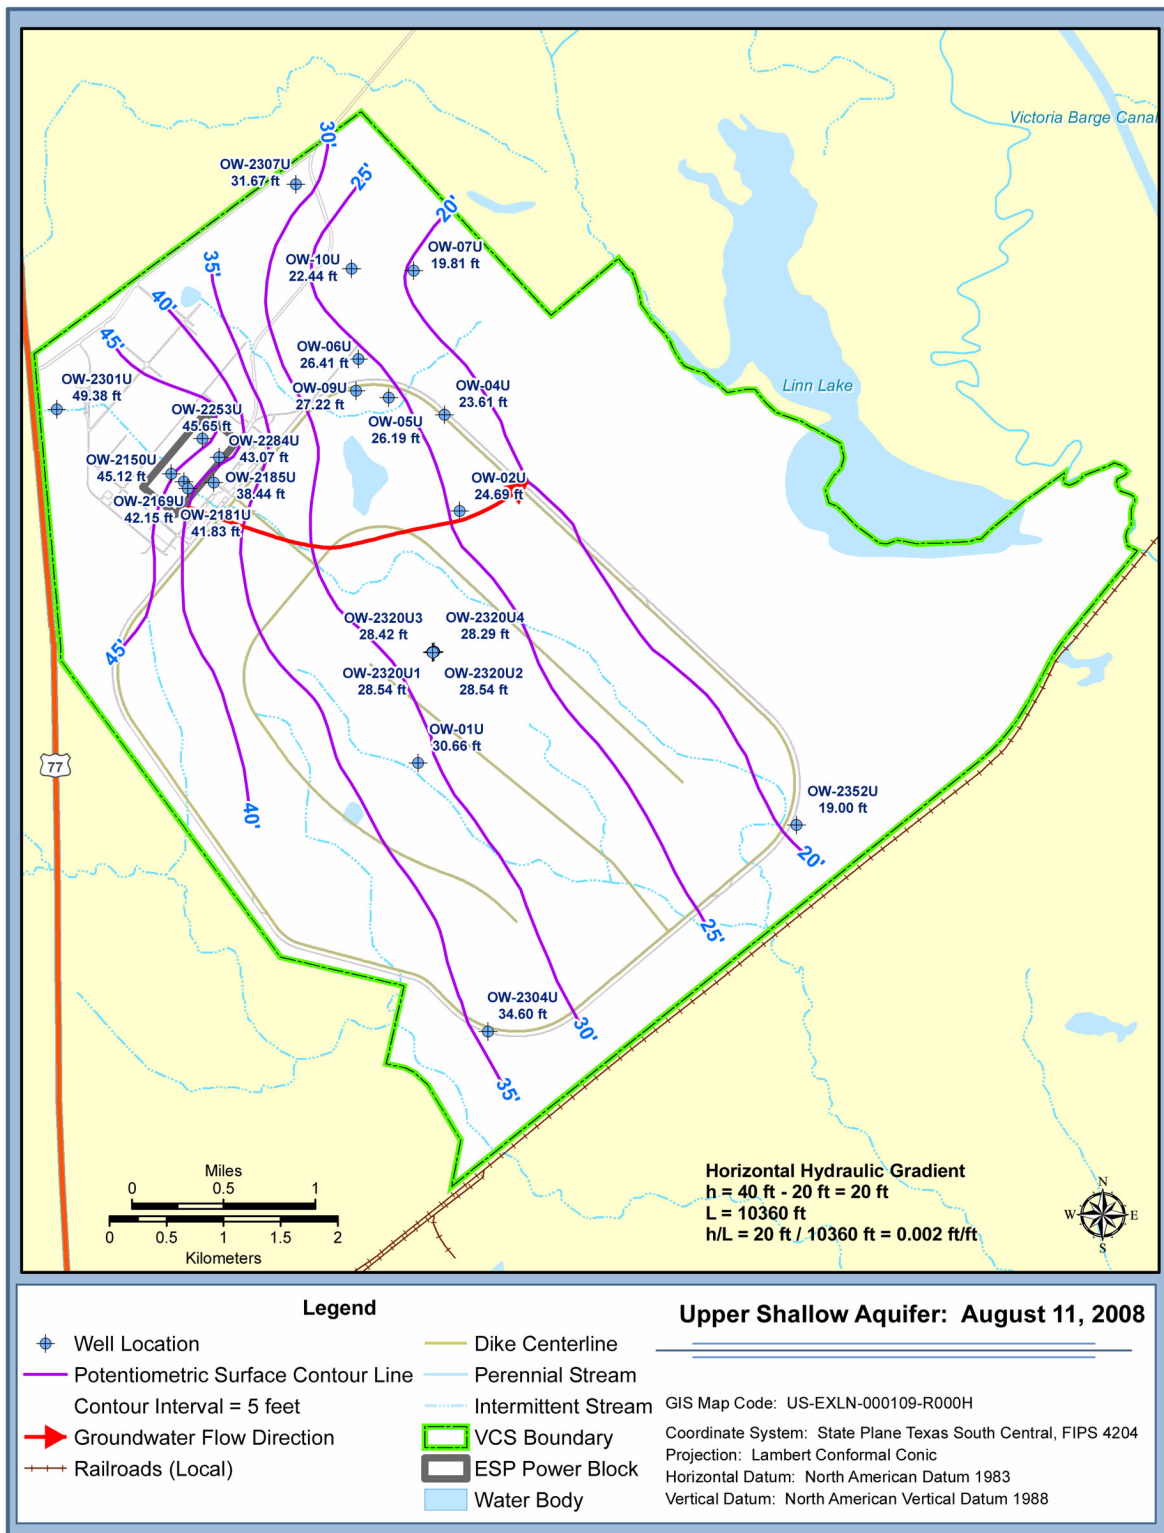 Victoria Barge Canal
30'
OW-2307U
31.67 ft
25'
20'
35'
OW-10U
22.44 ft
OW-07U
19.81 ft
40'
45'
OW-06U
26.41 ft
OW-2301U
49.38 ft
OW-09U
27.22 ft
OW-04U
23.61 ft
Linn Lake
OW-2253U
45.65 ft
OW-05U
26.19 ft
OW-2284U
43.07 ft
OW-2150U
45.12 ft
OW-2185U
38.44 ft
OW-02U
24.69 ft
OW-2169U
42.15 ft
OW-2181U
41.83 ft
OW-2320U3
28.42 ft
OW-2320U4
28.29 ft
45'
OW-2320U1
28.54 ft
OW-2320U2
28.54 ft
OW-01U
30.66 ft
77
OW-2352U
19.00 ft
40'
20'
25'
OW-2304U
34.60 ft
30'
35'
Miles
0 0.5 1
0 0.5 1 1.5 2
Kilometers
Horizontal Hydraulic Gradient
h = 40 ft - 20 ft = 20 ft
L = 10360 ft
h/L = 20 ft / 10360 ft = 0.002 ft/ft
N
W E
S
Legend
Well Location
Potentiometric Surface Contour Line
Contour Interval = 5 feet
Groundwater Flow Direction
Railroads (Local)
Dike Centerline
Perennial Stream
Intermittent Stream
VCS Boundary
ESP Power Block
Water Body
Upper Shallow Aquifer: August 11, 2008
GIS Map Code: US-EXLN-000109-R000H
Coordinate System: State Plane Texas South Central, FIPS 4204
Projection: Lambert Conformal Conic
Horizontal Datum: North American Datum 1983
Vertical Datum: North American Vertical Datum 1988